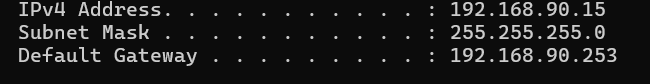 IPv4 Address. . . . . . . . . . . : 192.168.90.15
Subnet Mask . . . . . . . . . . . : 255.255.255.0
Default Gateway . . . . . . . . . : 192.168.90.253